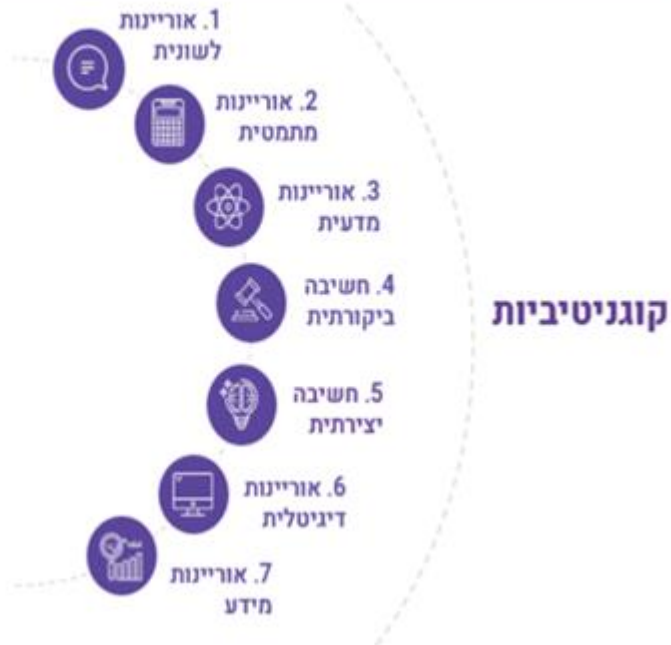 1. אוריינות
לשונית
2. אוריינות
מתמטית
3. אוריינות
מדעית
4. חשיבה
ביקורתית
קוגניטיביות
5. חשיבה
יצירתית
6. אוריינות
דיגיטלית
7. אוריינות
מידע